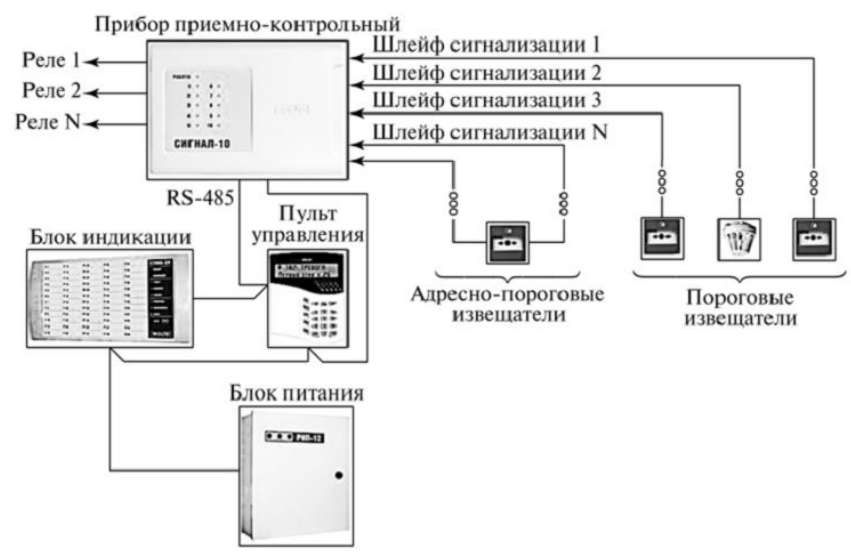 Прибор приемно-контрольный
Реле 1
Реле 2
Реле N
СИГНАЛ-10
Шлейф сигнализации 1
Шлейф сигнализации 2
Шлейф сигнализации 3
Шлейф сигнализации N
RS-485
Пульт
управления
Блок индикации
Адресно-пороговые
извещатели
Пороговые
извещатели
Блок питания
РИП-12